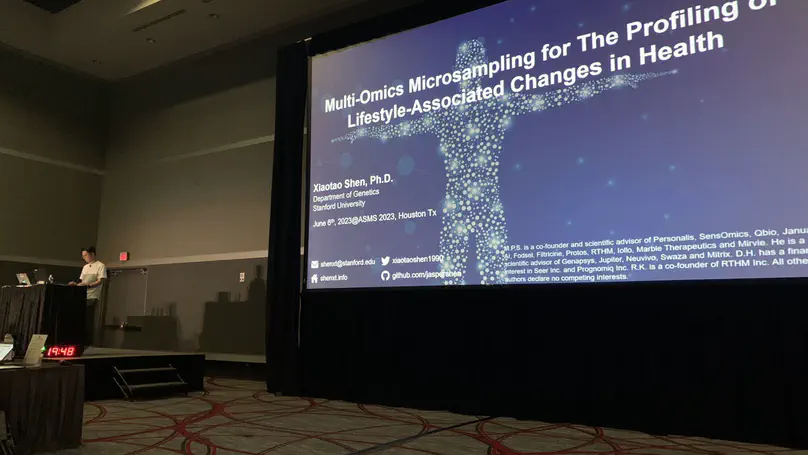 Multi-Omics Microsampling for The Profiling of
Lifestyle-Associated Changes in Health
Xiaotao Shen, Ph.D.
Department of Genetics
Stanford University
June 6th, 2023@ASMS 2023, Houston Tx
shenxt@stanford.edu
xiaotaoshen1990
shenxt.info
github.com/jaspershen
M.P.S. is a co-founder and scientific advisor of Personalis, SensOmics, Qbio, Janu
Fodsel, Filtricine, Protos, RTHM, Iollo, Marble Therapeutics and Mirvie. He is a
scientific advisor of Genapsys, Jupiter, Neuvivo, Swaza and Mitrix. D.H. has a finan
interest in Seer Inc. and Prognomiq Inc. R.K. is a co-founder of RTHM Inc. All othe
authors declare no competing interests.
19:48